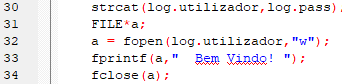 30 strcat(log.utilizador,log.pass)
31 FILE*a;
32 a = fopen(log.utilizador,"w");
33 fprintf(a,"  Bem Vindo! ");
34 fclose(a);